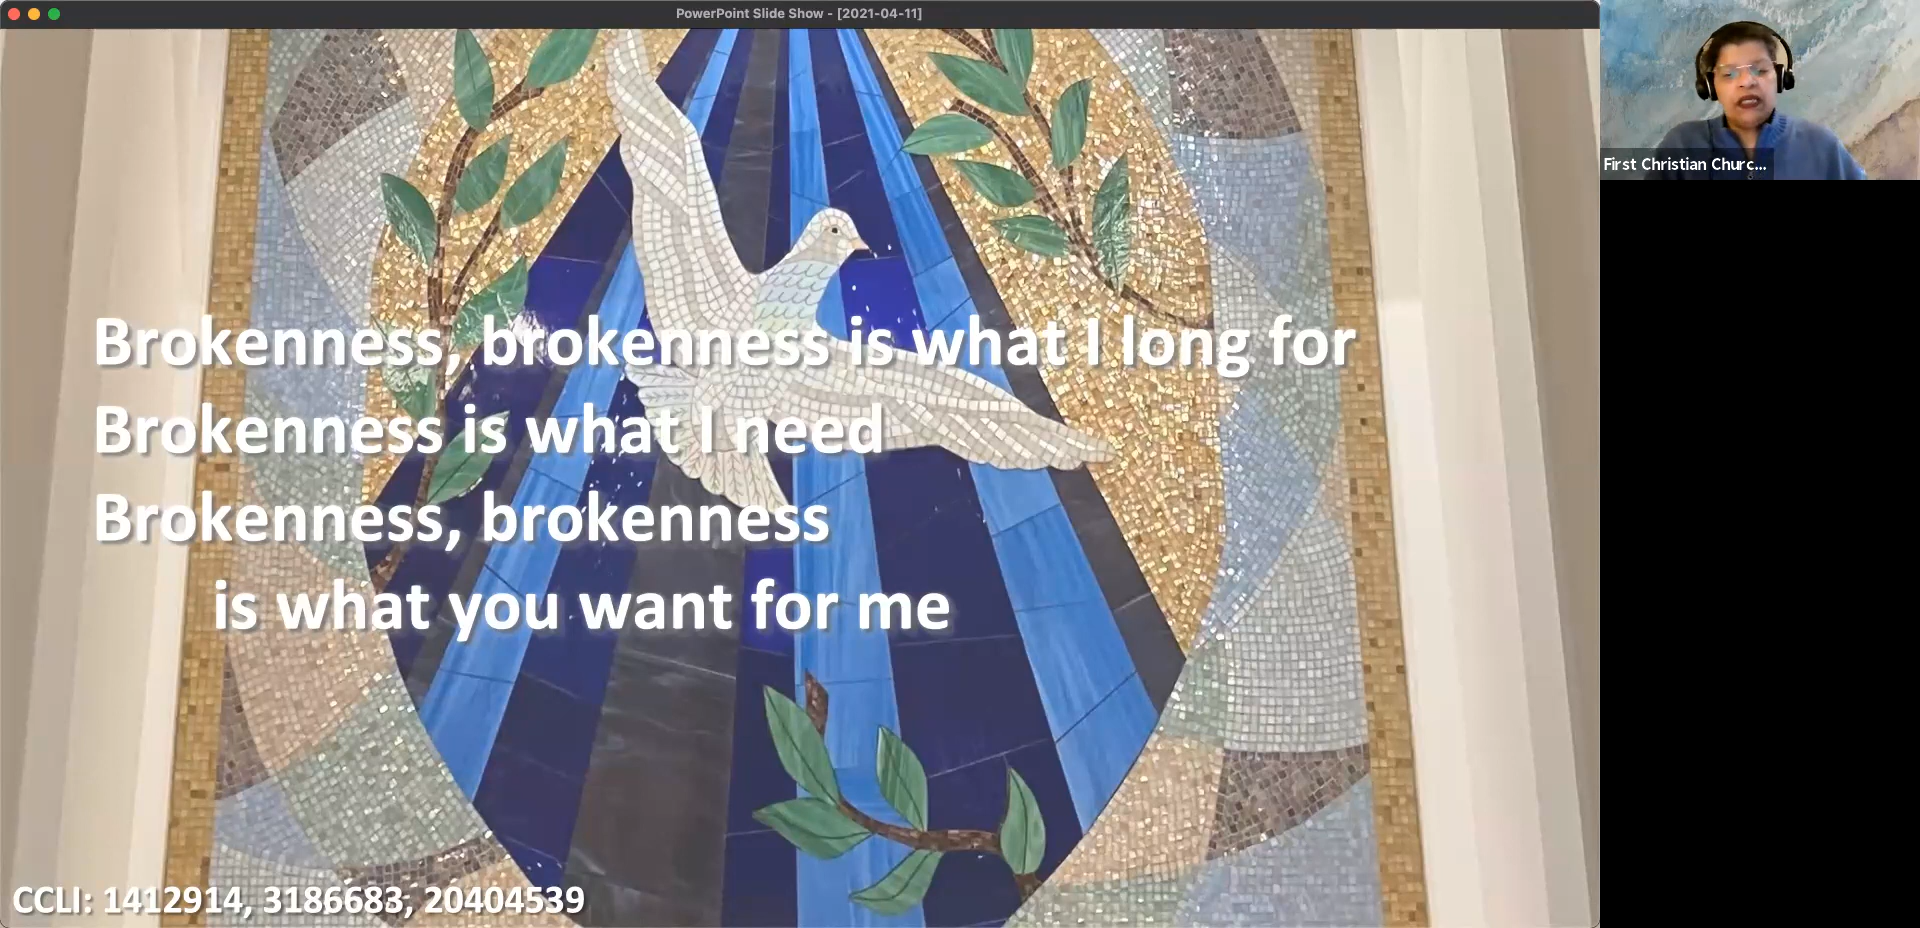 PowerPoint Slide Show - [2021-04-11]
First Christian Churc...
Brokenness, brokenness is what I long for
Brokenness is what I need
Brokenness, brokenness
is what you want for me
CCLI: 1412914, 3186683, 20404539